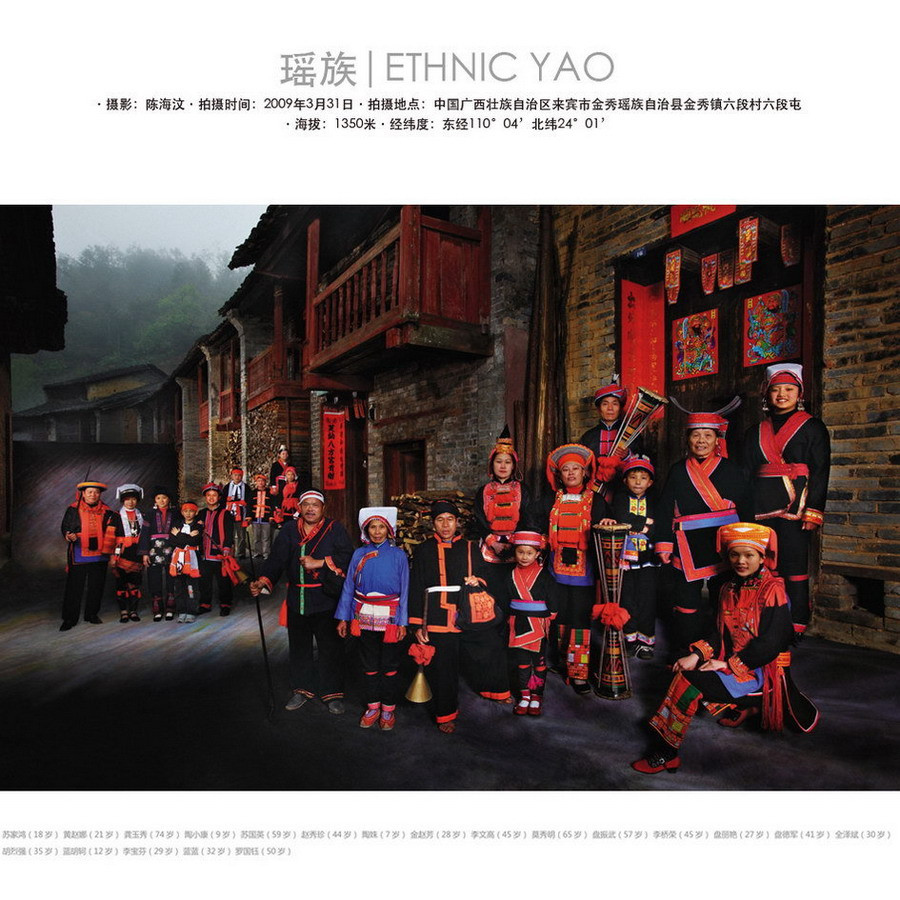 瑶族|ETHNIC YAO
·摄影：陈海汶·拍摄时间：2009年3月31日·拍摄地点：中国广西壮族自治区来宾市金秀瑶族自治县金秀镇六段村六段屯
·海拔：1350米·经纬度：东经110°04’北纬24°01’
苏家鸿（18岁）黄赵娜（21岁）龚玉秀（74岁）陶小康（9岁）苏国英（59岁）赵秀珍（44岁）陶姝（7岁）金赵芳（28岁）李文高（45岁）莫秀明（65岁）盘振武（57岁）李桥荣（45岁）盘丽艳（27岁）盘德军（41岁）全泽斌（30岁）
胡烈强（35岁）蓝胡轲（12岁）李宝芬（29岁）蓝蓝（32岁）罗国钰（50岁）